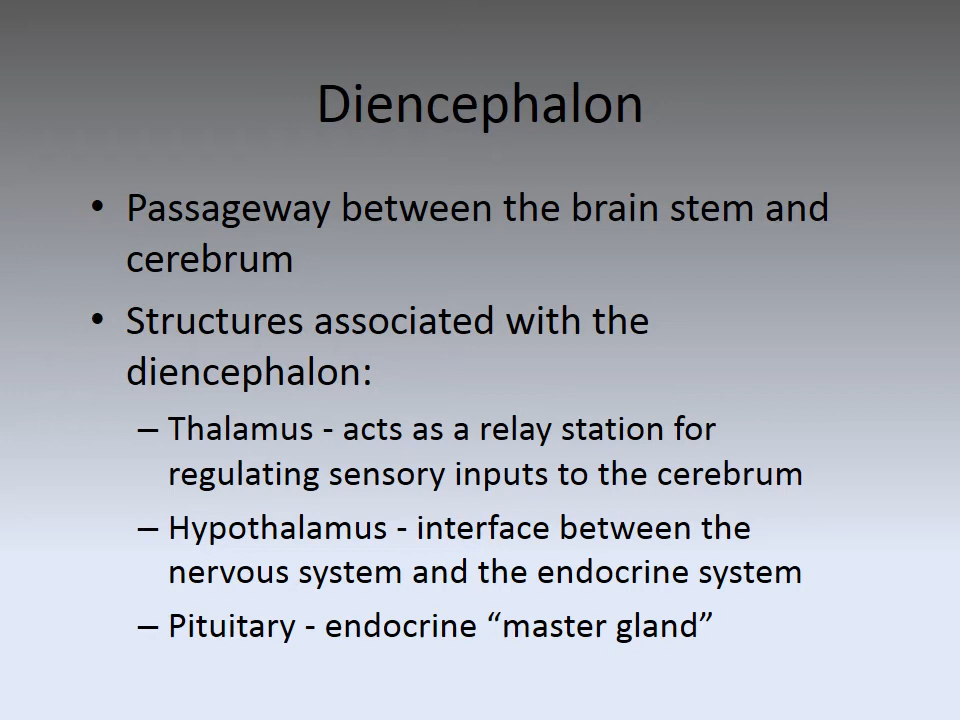 Diencephalon
• Passageway between the brain stem and
cerebrum
• Structures associated with the
diencephalon:
– Thalamus - acts as a relay station for
regulating sensory inputs to the cerebrum
– Hypothalamus - interface between the
nervous system and the endocrine system
– Pituitary - endocrine “master gland”